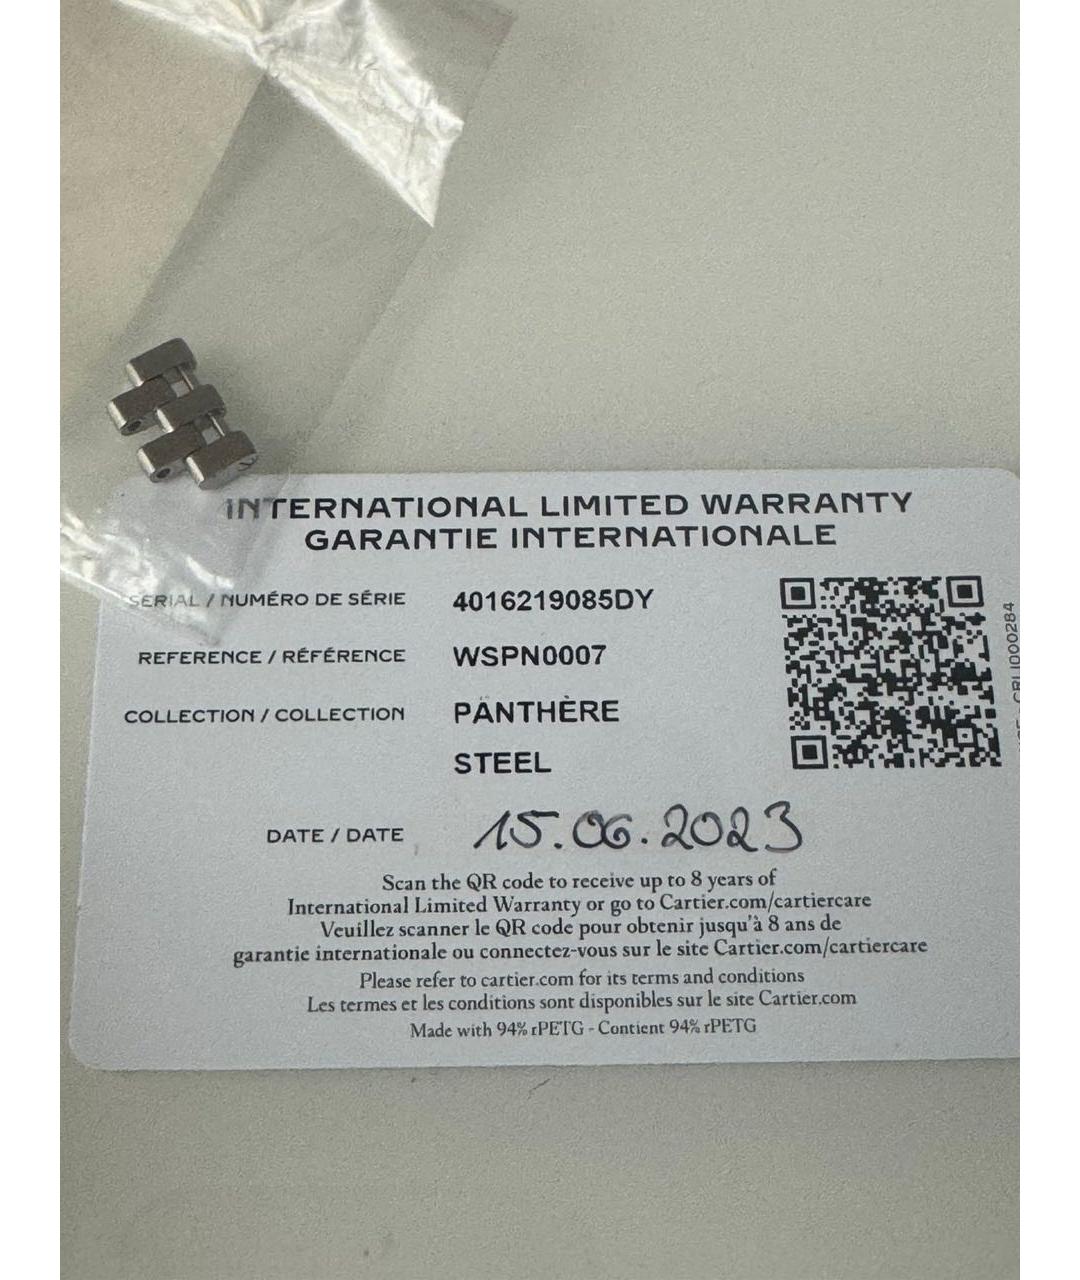 INTERNATIONAL LIMITED WARRANTY
GARANTIE INTERNATIONALE
SERIAL / NUMÉRO DE SÉRIE 4016219085DY
REFERENCE / RÉFÉRENCE WSPN0007
COLLECTION / COLLECTION PANTHÈRE
STEEL
DATE / DATE 15.06.2023
Scan the QR code to receive up to 8 years of
International Limited Warranty or go to Cartier.com/cartiercare
Veuillez scanner le QR code pour obtenir jusqu'à 8 ans de
garantie internationale ou connectez-vous sur le site Cartier.com/cartiercare
Please refer to cartier.com for its terms and conditions
Les termes et les conditions sont disponibles sur le site Cartier.com
Made with 94% rPETG - Contient 94% rPETG
CRLI000284